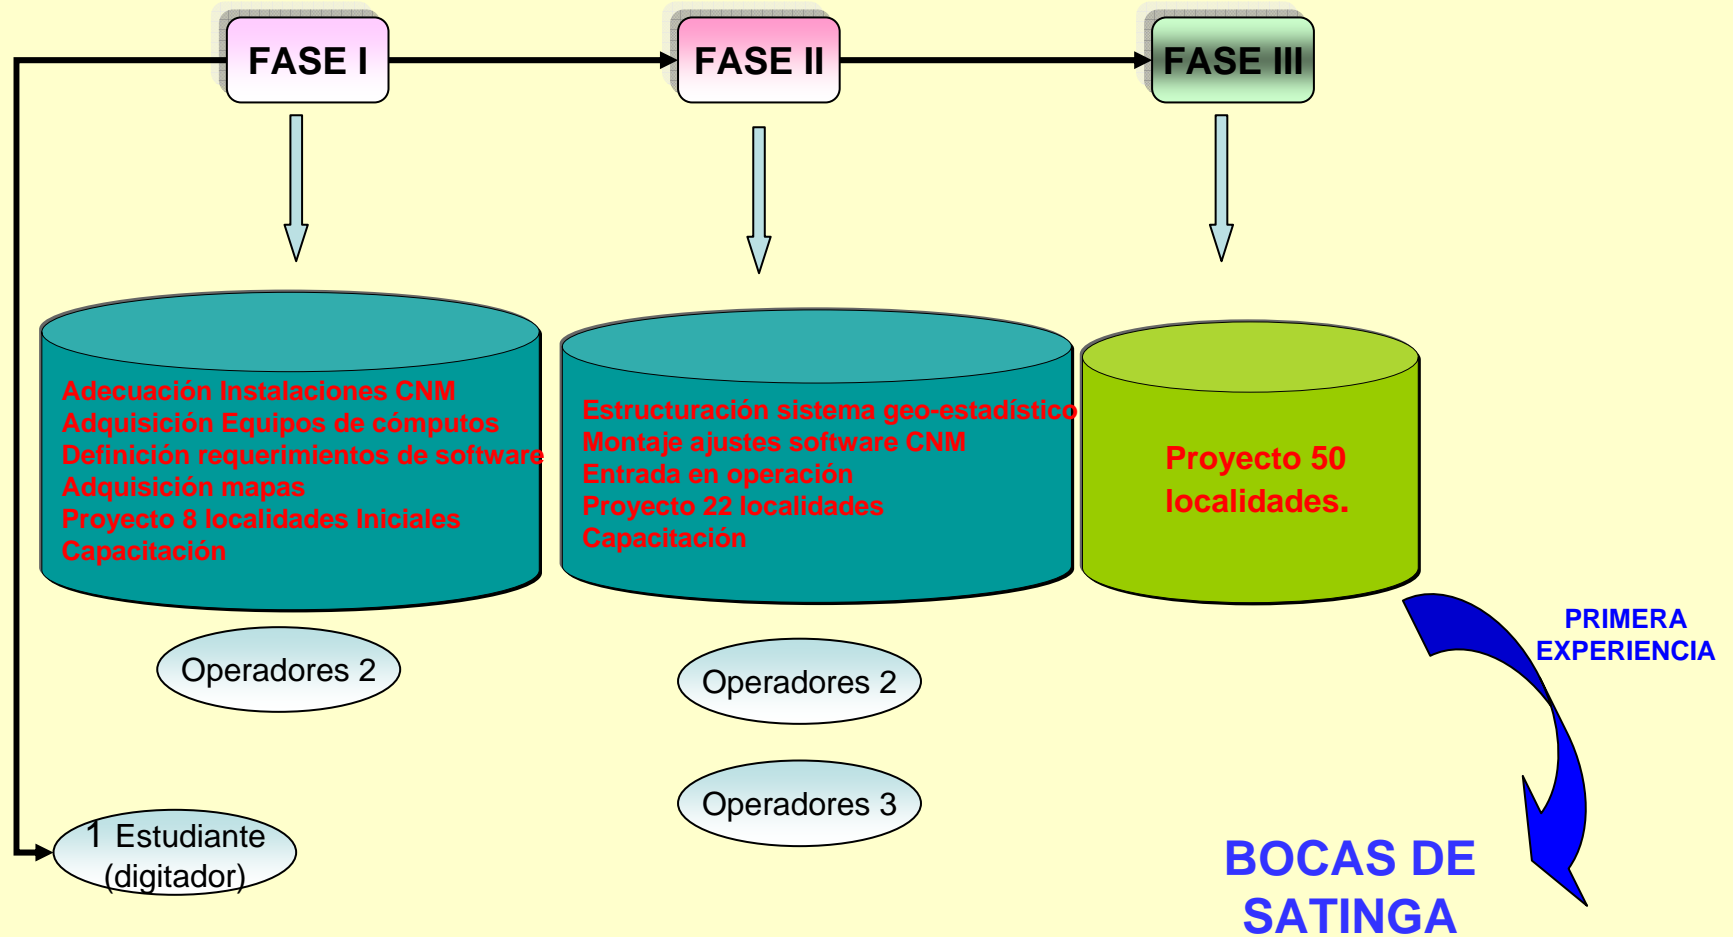 FASE I
FASE II
FASE III
Adecuación Instalaciones CNM
Adquisición Equipos de cómputos
Definición requerimientos de software
Adquisición mapas
Proyecto 8 localidades Iniciales
Capacitación
Estructuración sistema geo-estadístico
Montaje ajustes software CNM
Entrada en operación
Proyecto 22 localidades
Capacitación
Proyecto 50
localidades.
Operadores 2
Operadores 2
Operadores 3
1 Estudiante
(digitador)
PRIMERA
EXPERIENCIA
BOCAS DE
SATINGA